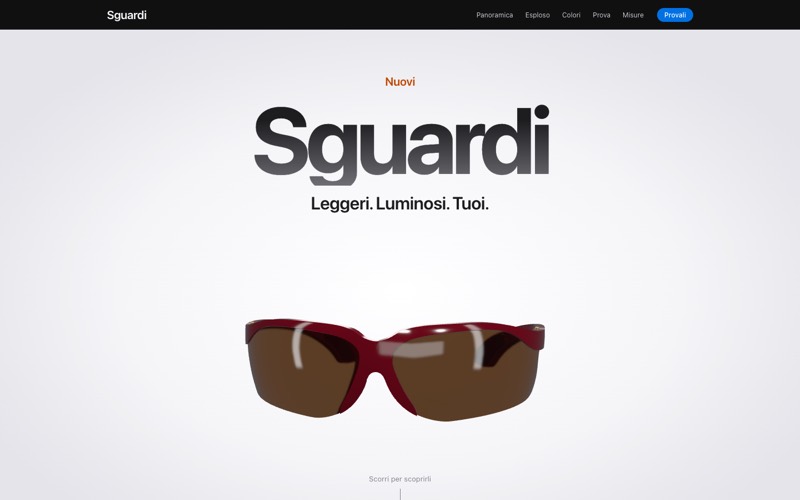 Sguardi
Panoramica Esploso Colori Prova Misure Provali
Nuovi
Sguardi
Leggeri. Luminosi. Tuoi.
Scorri per scoprirli